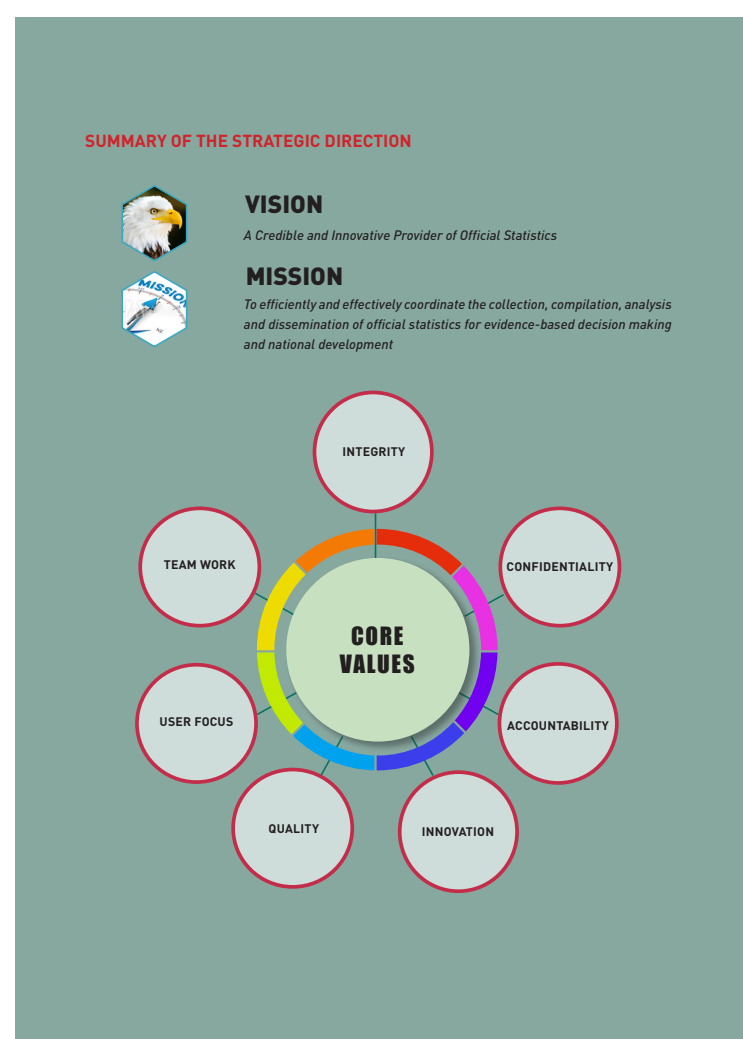 SUMMARY OF THE STRATEGIC DIRECTION
VISION
A Credible and Innovative Provider of Official Statistics
MISSION
MISSION
NE
To efficiently and effectively coordinate the collection, compilation, analysis
and dissemination of official statistics for evidence-based decision making
and national development
INTEGRITY
TEAM WORK
CONFIDENTIALITY
CORE
VALUES
USER FOCUS
ACCOUNTABILITY
QUALITY
INNOVATION